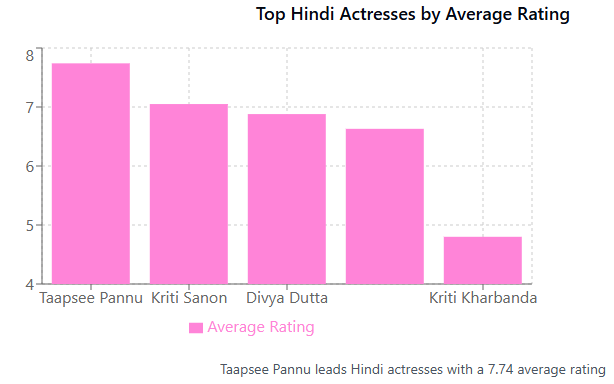 Top Hindi Actresses by Average Rating
8
7
6
5
4
Taapsee Pannu Kriti Sanon Divya Dutta Kriti Kharbanda
Average Rating
Taapsee Pannu leads Hindi actresses with a 7.74 average rating